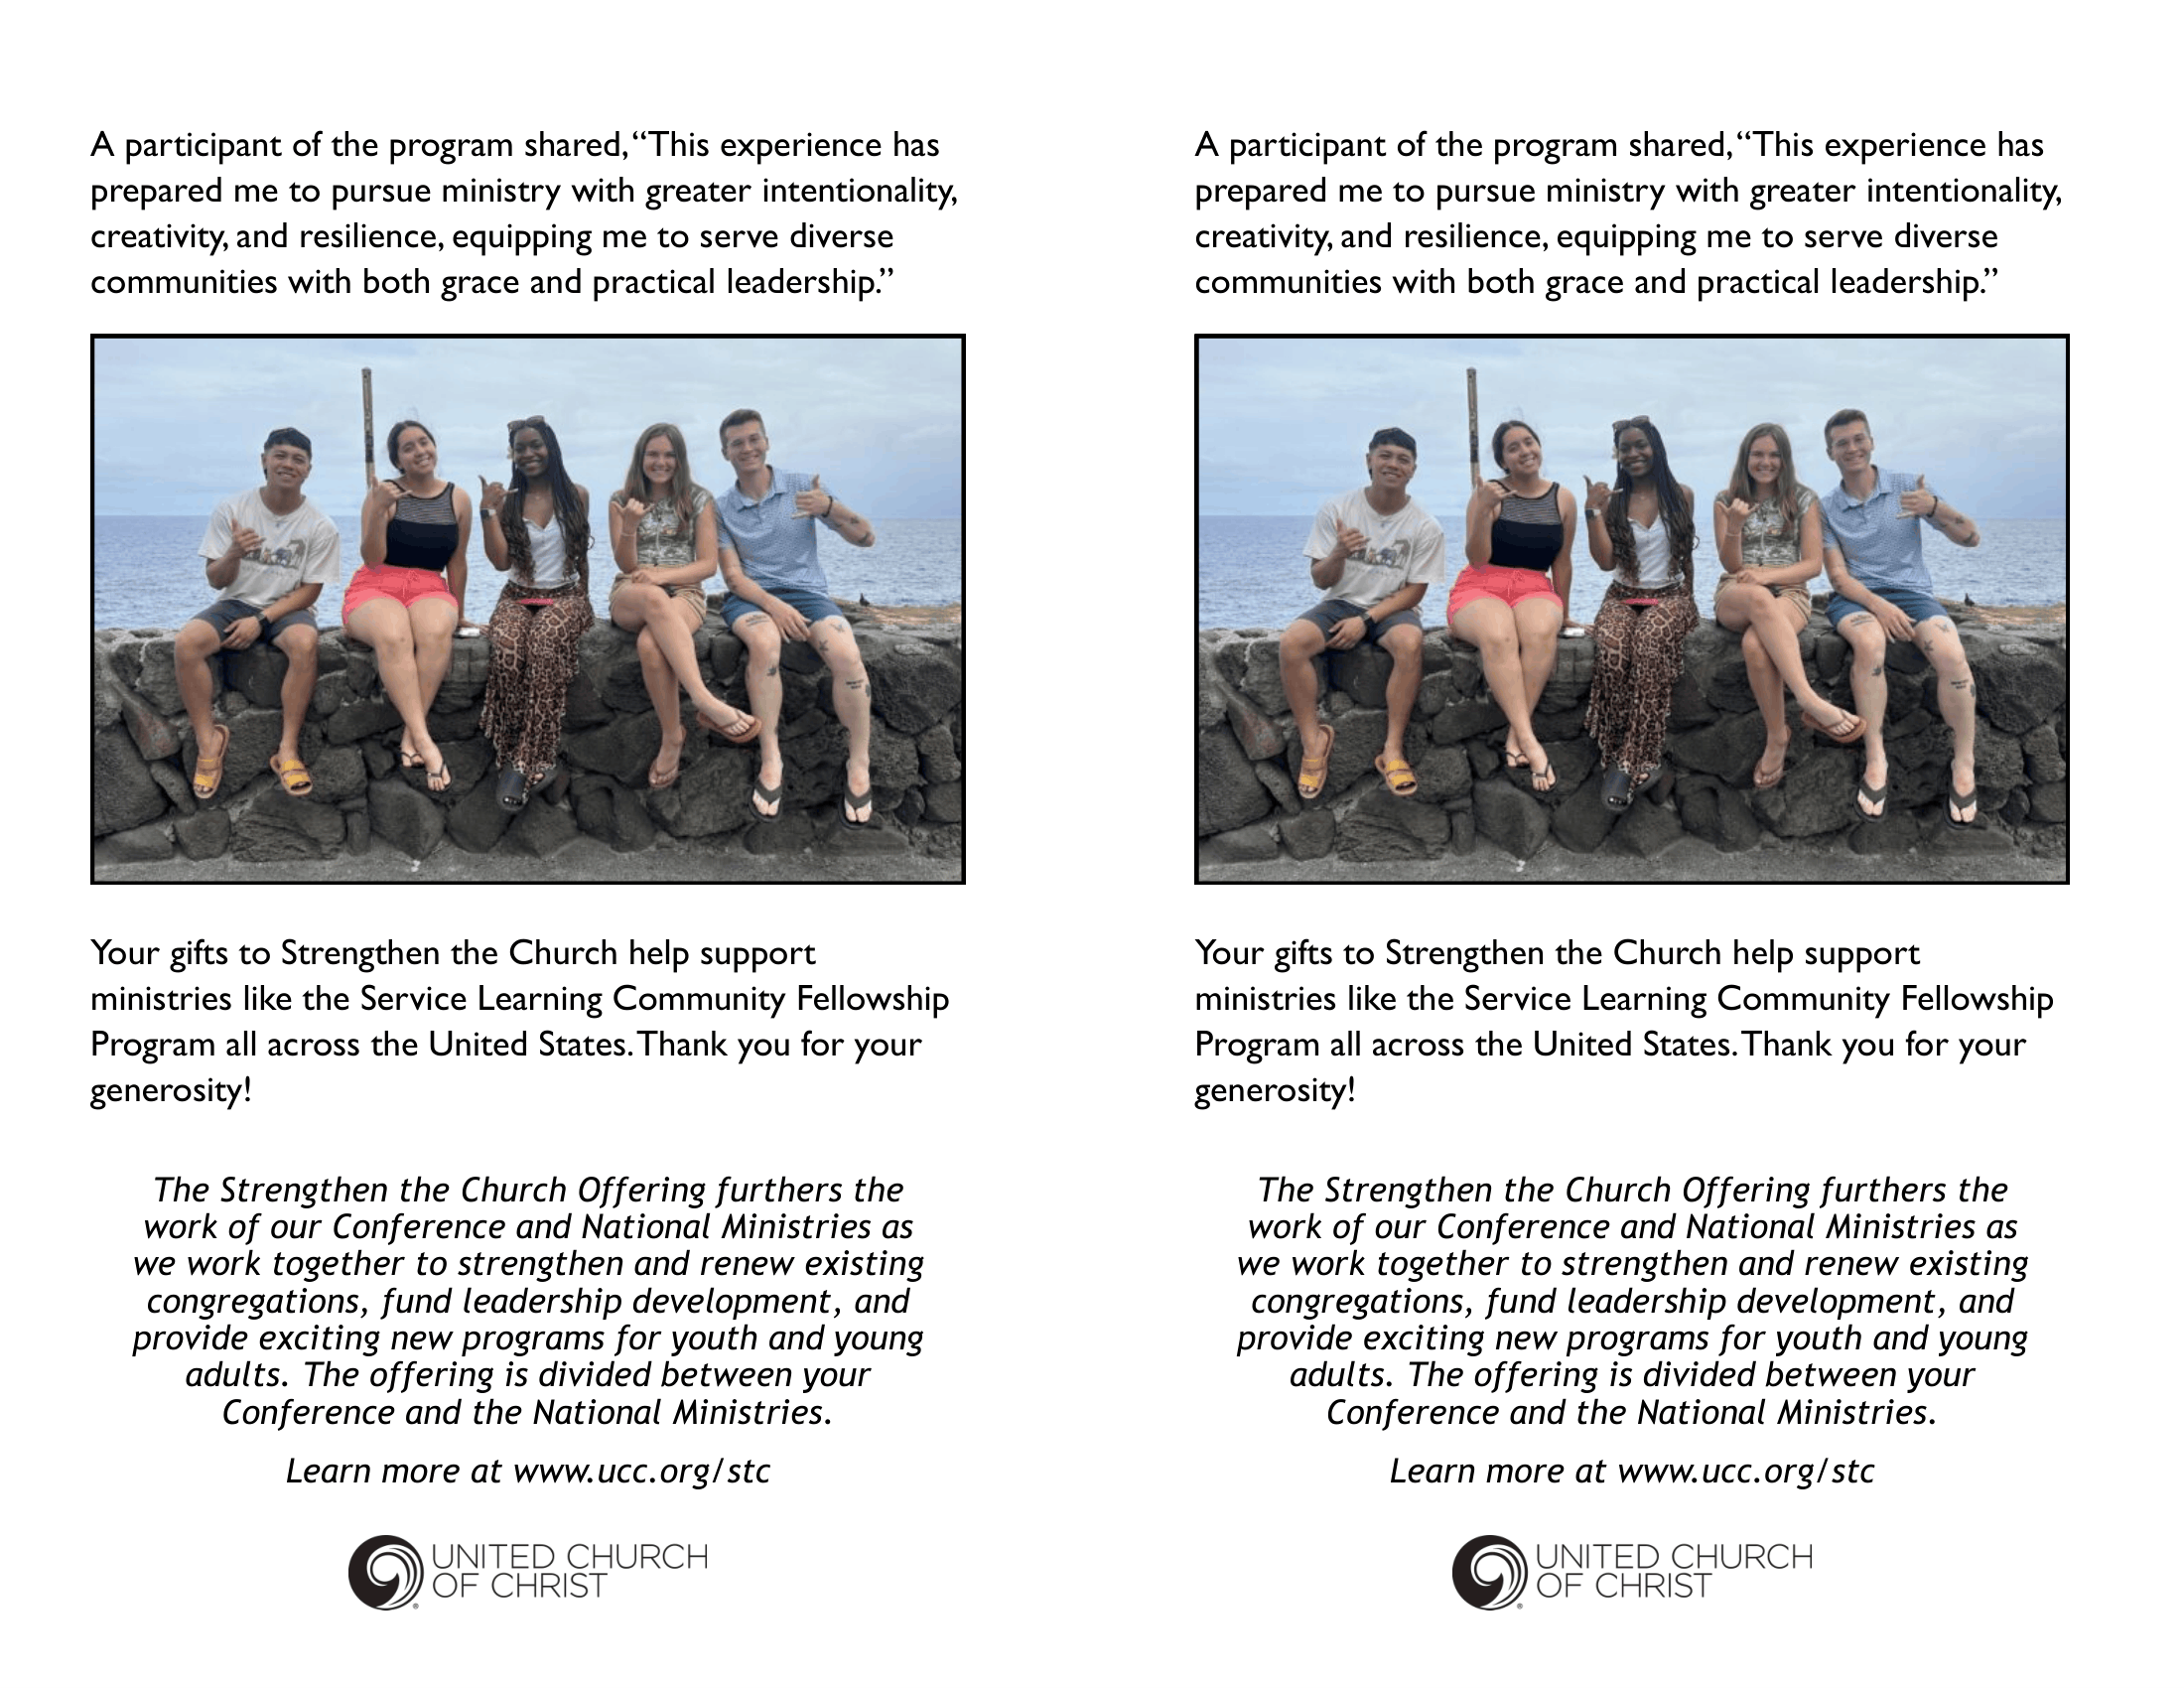 A participant of the program shared, “This experience has
prepared me to pursue ministry with greater intentionality,
creativity, and resilience, equipping me to serve diverse
communities with both grace and practical leadership.”
Your gifts to Strengthen the Church help support
ministries like the Service Learning Community Fellowship
Program all across the United States. Thank you for your
generosity!
The Strengthen the Church Offering furthers the
work of our Conference and National Ministries as
we work together to strengthen and renew existing
congregations, fund leadership development, and
provide exciting new programs for youth and young
adults. The offering is divided between your
Conference and the National Ministries.
Learn more at www.ucc.org/stc
UNITED CHURCH
OF CHRIST
®
A participant of the program shared, “This experience has
prepared me to pursue ministry with greater intentionality,
creativity, and resilience, equipping me to serve diverse
communities with both grace and practical leadership.”
Your gifts to Strengthen the Church help support
ministries like the Service Learning Community Fellowship
Program all across the United States. Thank you for your
generosity!
The Strengthen the Church Offering furthers the
work of our Conference and National Ministries as
we work together to strengthen and renew existing
congregations, fund leadership development, and
provide exciting new programs for youth and young
adults. The offering is divided between your
Conference and the National Ministries.
Learn more at www.ucc.org/stc
UNITED CHURCH
OF CHRIST
®